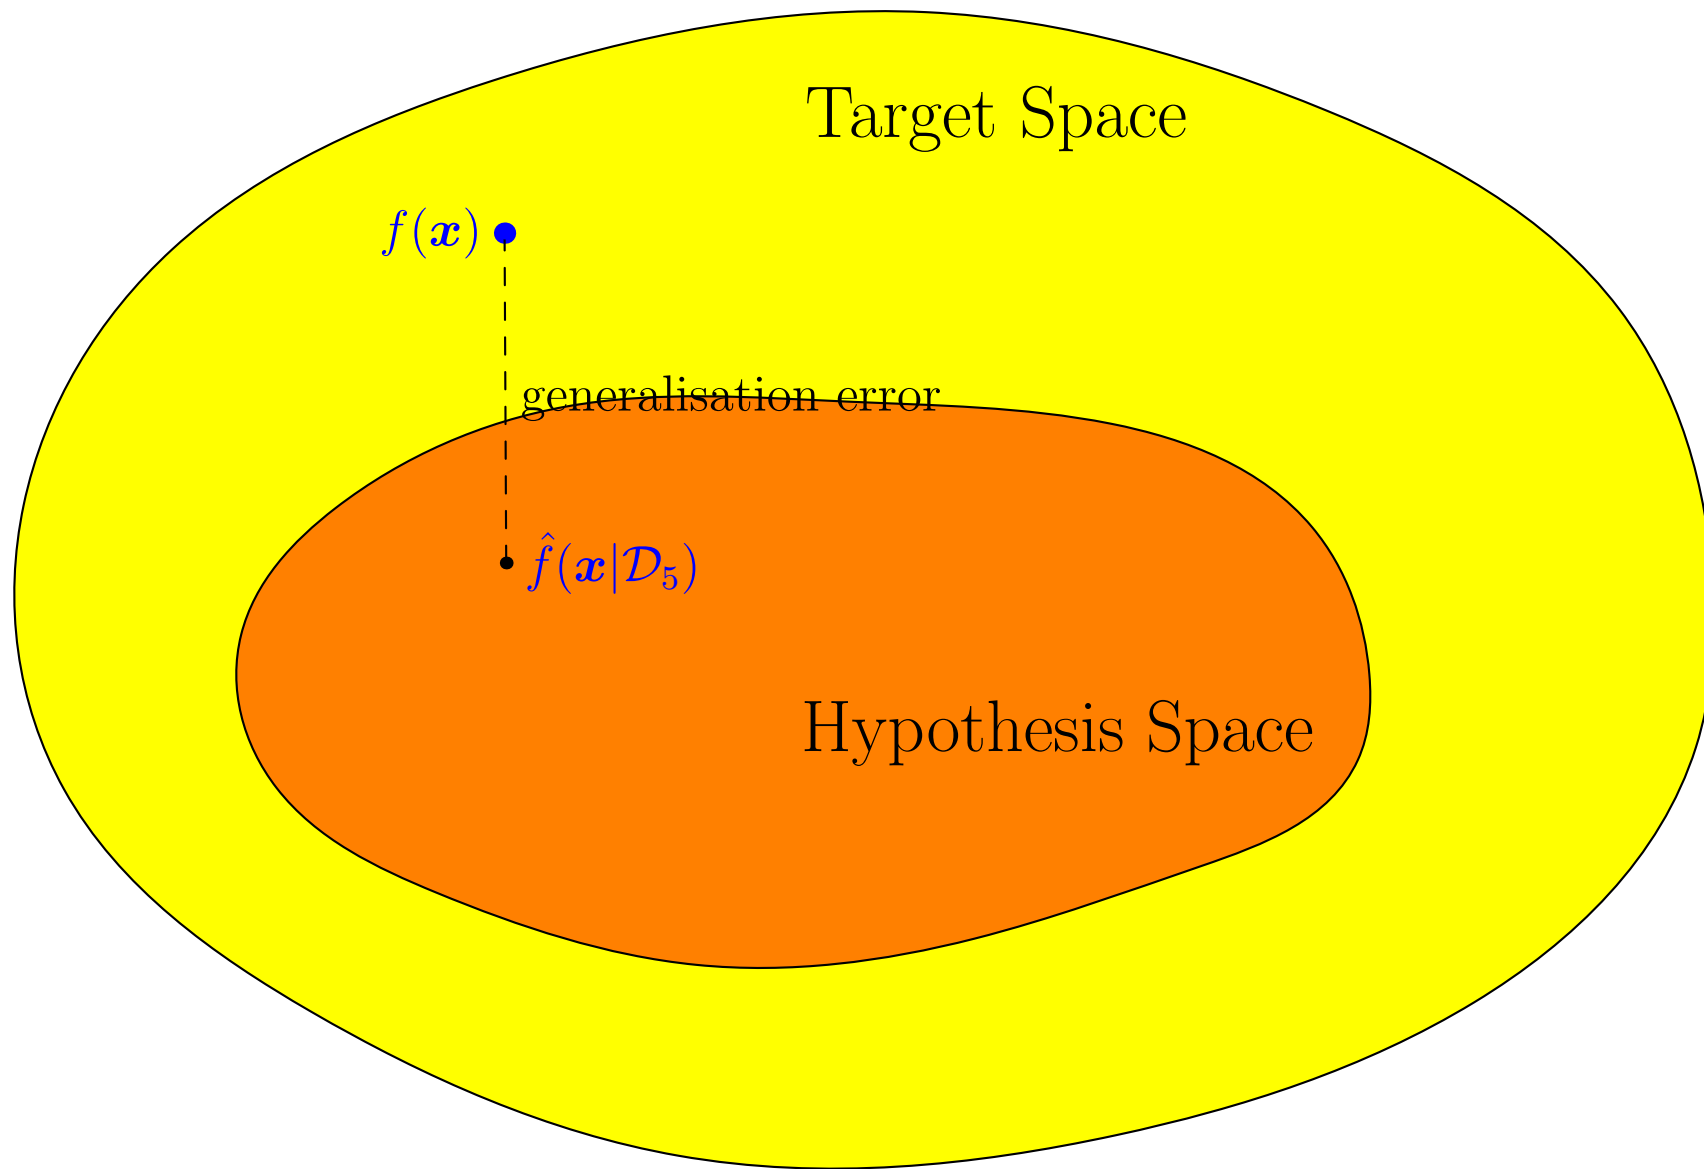 Target Space
f(x)
generalisation error
f̂(x|𝒟₅)
Hypothesis Space